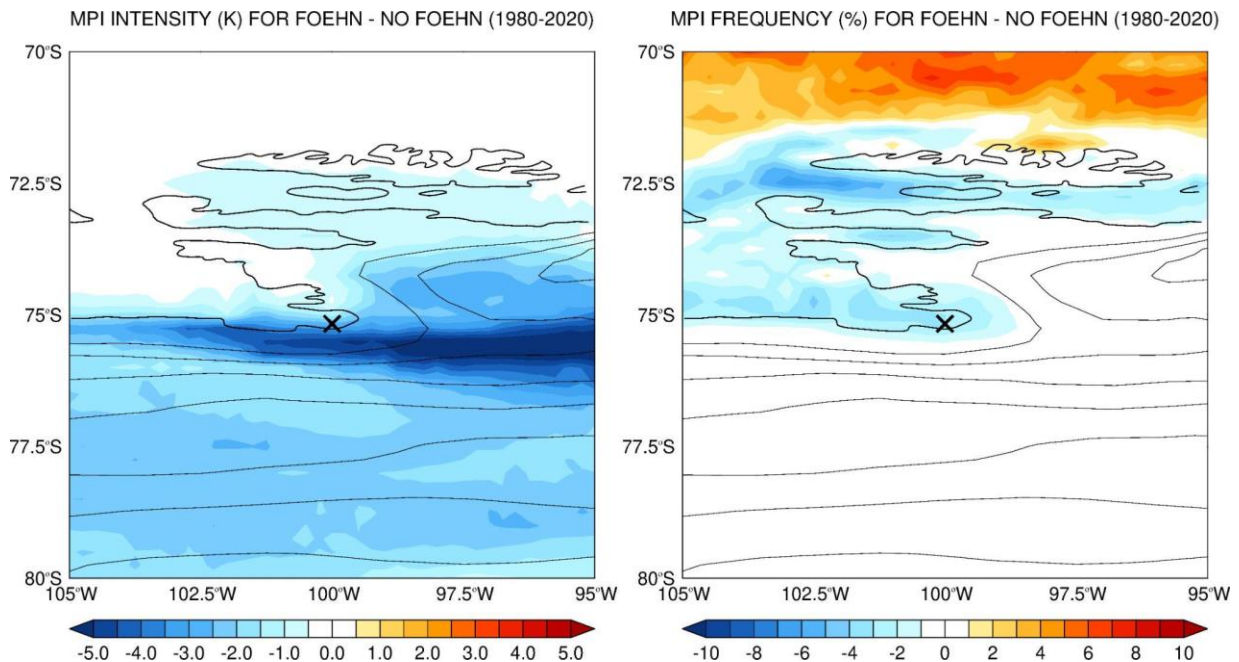 MPI INTENSITY (K) FOR FOEHN - NO FOEHN (1980-2020)
70°S
72.5°S
75°S
77.5°S
80°S
105°W 102.5°W 100°W 97.5°W 95°W
-5.0 -4.0 -3.0 -2.0 -1.0 0.0 1.0 2.0 3.0 4.0 5.0
MPI FREQUENCY (%) FOR FOEHN - NO FOEHN (1980-2020)
70°S
72.5°S
75°S
77.5°S
80°S
105°W 102.5°W 100°W 97.5°W 95°W
-10 -8 -6 -4 -2 0 2 4 6 8 10